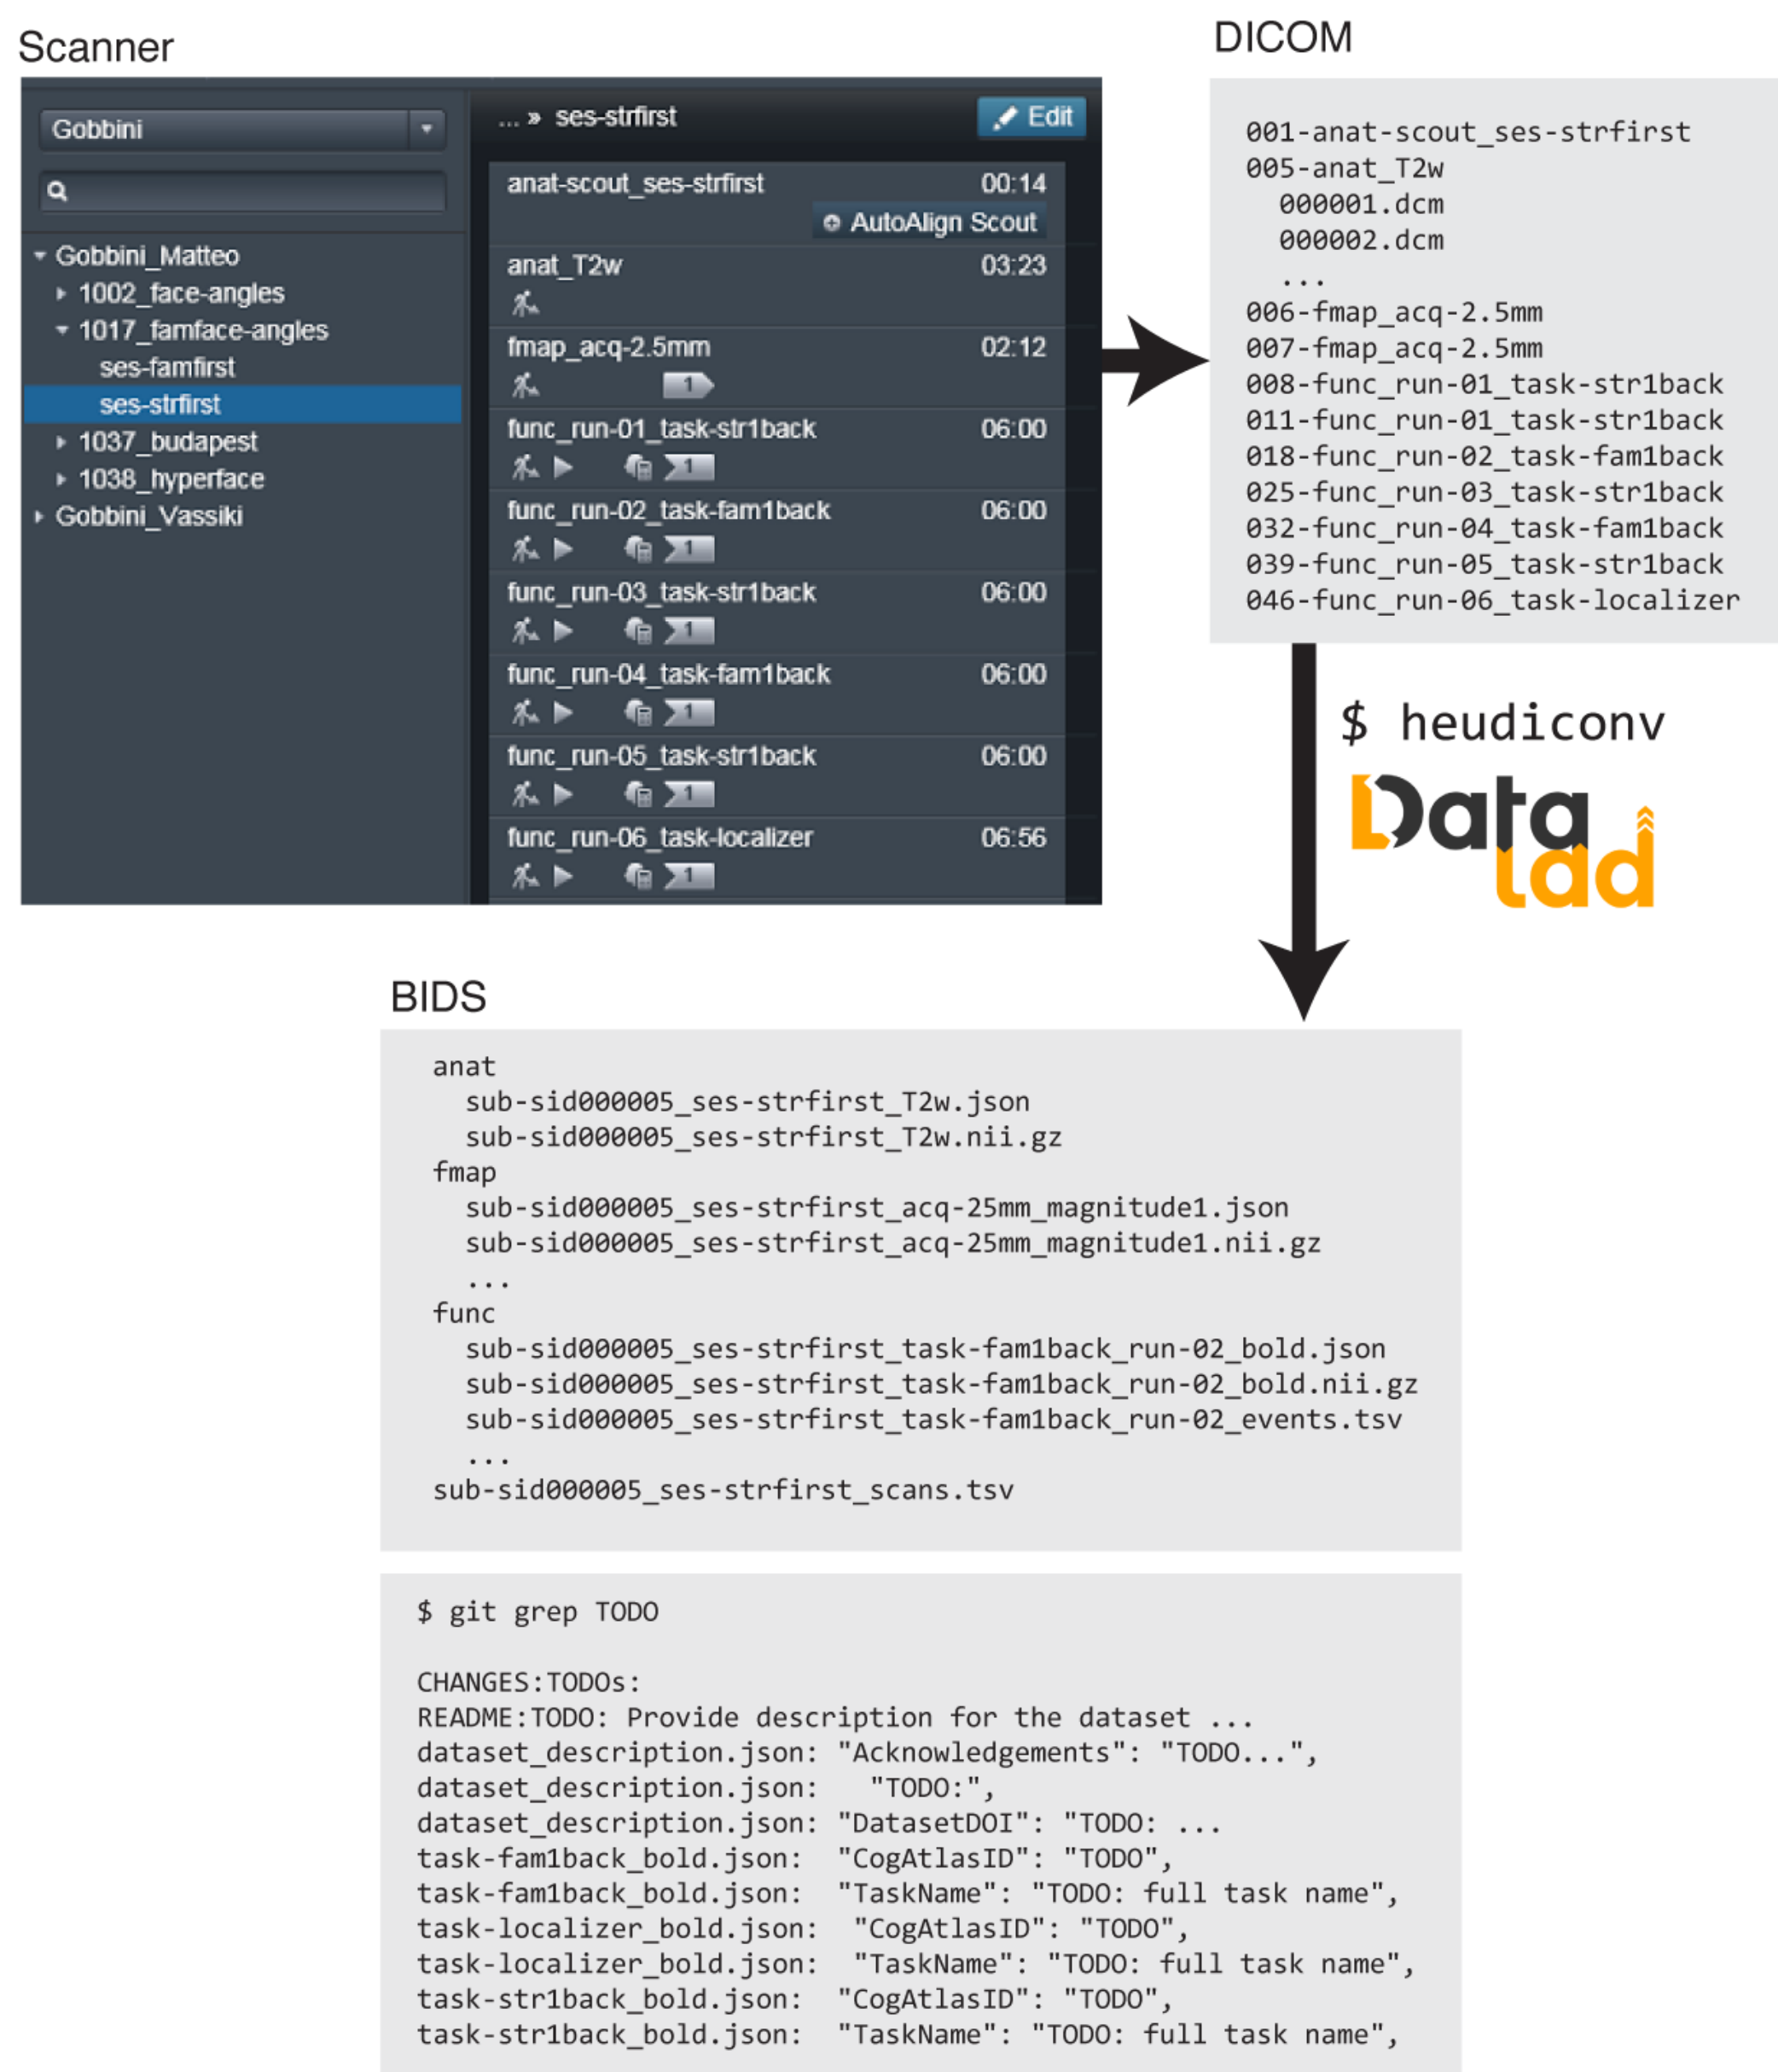 Scanner
Gobbini
Gobbini_Matteo
1002_face-angles
1017_famface-angles
ses-famfirst
ses-strfirst
1037_budapest
1038_hyperface
Gobbini_Vassiki
... » ses-strfirst
Edit
anat-scout_ses-strfirst 00:14
AutoAlign Scout
anat_T2w 03:23
fmap_acq-2.5mm 02:12
1
func_run-01_task-str1back 06:00
1
func_run-02_task-fam1back 06:00
1
func_run-03_task-str1back 06:00
1
func_run-04_task-fam1back 06:00
1
func_run-05_task-str1back 06:00
1
func_run-06_task-localizer 06:56
1
DICOM
001-anat-scout_ses-strfirst
005-anat_T2w
000001.dcm
000002.dcm
...
006-fmap_acq-2.5mm
007-fmap_acq-2.5mm
008-func_run-01_task-str1back
011-func_run-01_task-str1back
018-func_run-02_task-fam1back
025-func_run-03_task-str1back
032-func_run-04_task-fam1back
039-func_run-05_task-str1back
046-func_run-06_task-localizer
$ heudiconv
Data
lad
BIDS
anat
sub-sid000005_ses-strfirst_T2w.json
sub-sid000005_ses-strfirst_T2w.nii.gz
fmap
sub-sid000005_ses-strfirst_acq-25mm_magnitude1.json
sub-sid000005_ses-strfirst_acq-25mm_magnitude1.nii.gz
...
func
sub-sid000005_ses-strfirst_task-fam1back_run-02_bold.json
sub-sid000005_ses-strfirst_task-fam1back_run-02_bold.nii.gz
sub-sid000005_ses-strfirst_task-fam1back_run-02_events.tsv
...
sub-sid000005_ses-strfirst_scans.tsv
$ git grep TODO
CHANGES:TODOs:
README:TODO: Provide description for the dataset ...
dataset_description.json: "Acknowledgements": "TODO...",
dataset_description.json: "TODO:",
dataset_description.json: "DatasetDOI": "TODO: ...
task-fam1back_bold.json: "CogAtlasID": "TODO",
task-fam1back_bold.json: "TaskName": "TODO: full task name",
task-localizer_bold.json: "CogAtlasID": "TODO",
task-localizer_bold.json: "TaskName": "TODO: full task name",
task-str1back_bold.json: "CogAtlasID": "TODO",
task-str1back_bold.json: "TaskName": "TODO: full task name",